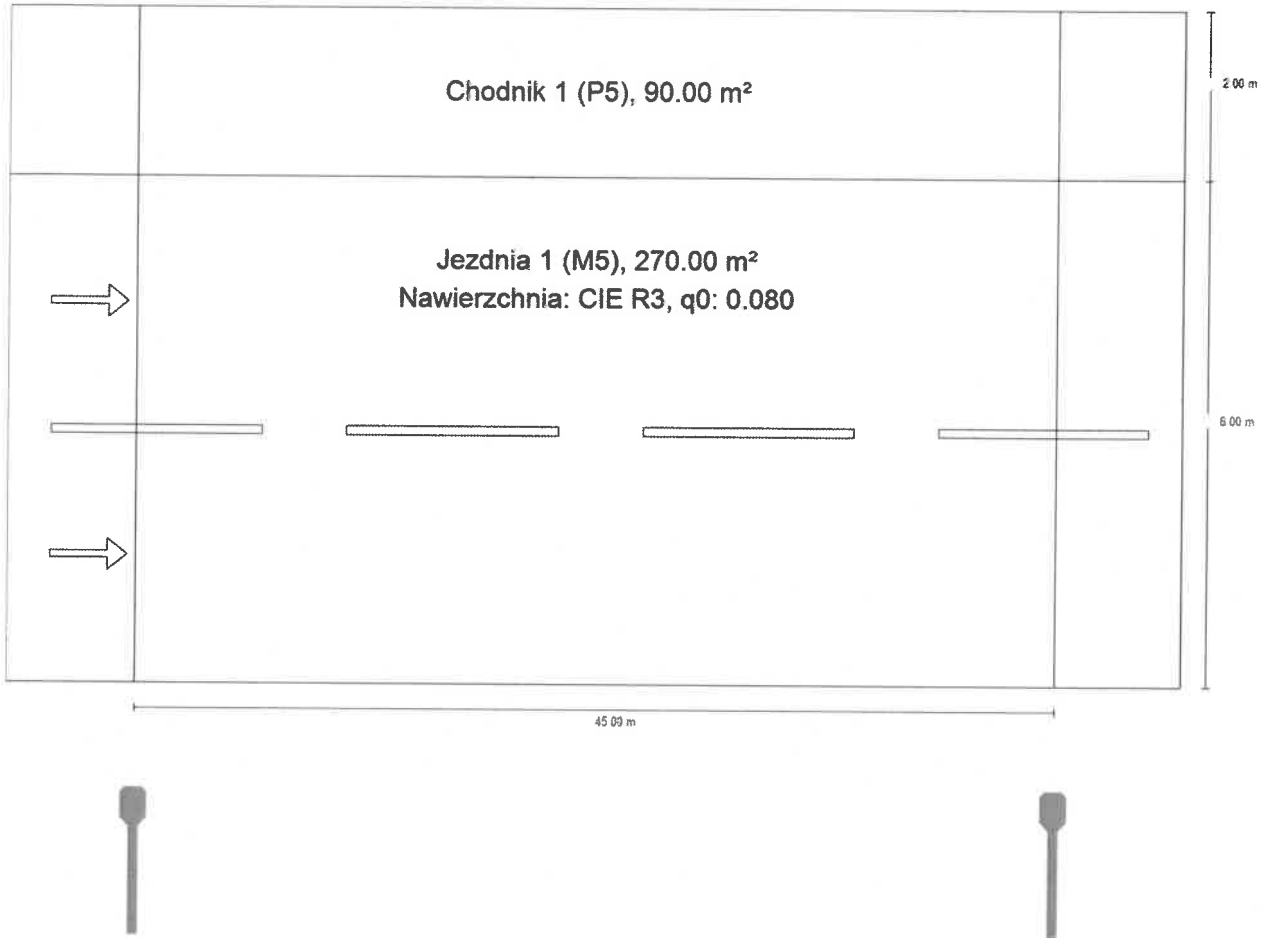 Chodnik 1 (P5), 90.00 m²
2.00 m
Jezdnia 1 (M5), 270.00 m²
Nawierzchnia: CIE R3, q0: 0.080
6.00 m
45.00 m